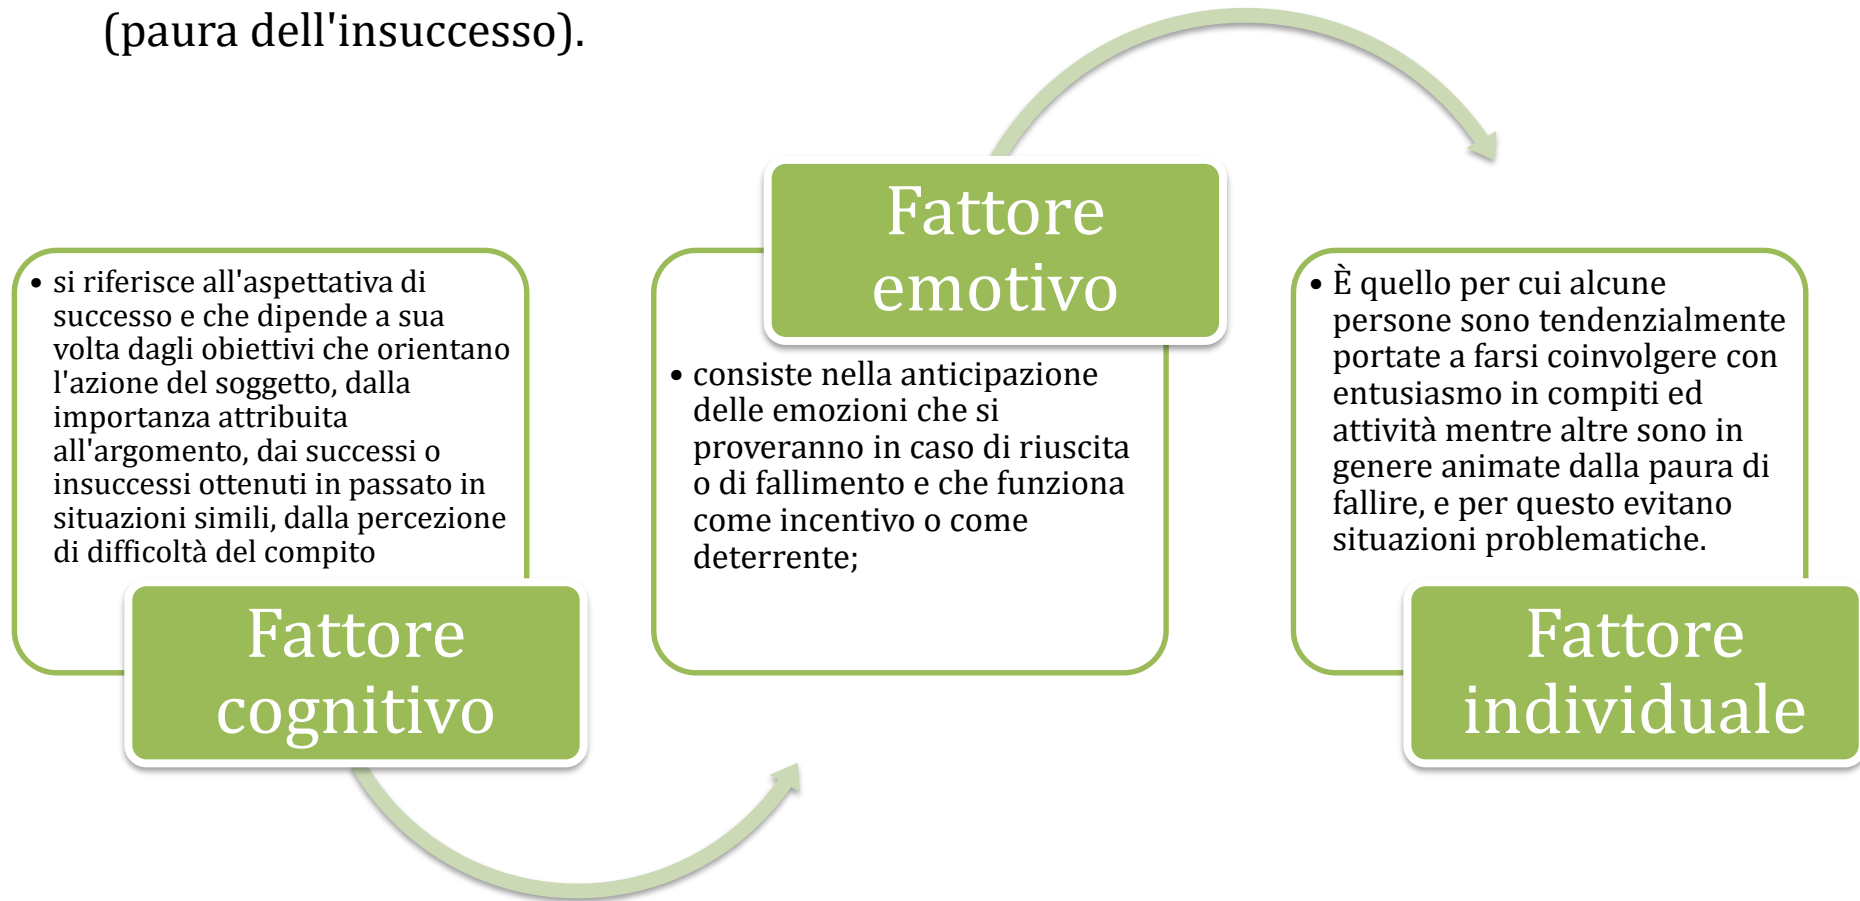 (paura dell'insuccesso).
• si riferisce all'aspettativa di
successo e che dipende a sua
volta dagli obiettivi che orientano
l'azione del soggetto, dalla
importanza attribuita
all'argomento, dai successi o
insuccessi ottenuti in passato in
situazioni simili, dalla percezione
di difficoltà del compito
Fattore
cognitivo
Fattore
emotivo
• consiste nella anticipazione
delle emozioni che si
proveranno in caso di riuscita
o di fallimento e che funziona
come incentivo o come
deterrente;
• È quello per cui alcune
persone sono tendenzialmente
portate a farsi coinvolgere con
entusiasmo in compiti ed
attività mentre altre sono in
genere animate dalla paura di
fallire, e per questo evitano
situazioni problematiche.
Fattore
individuale